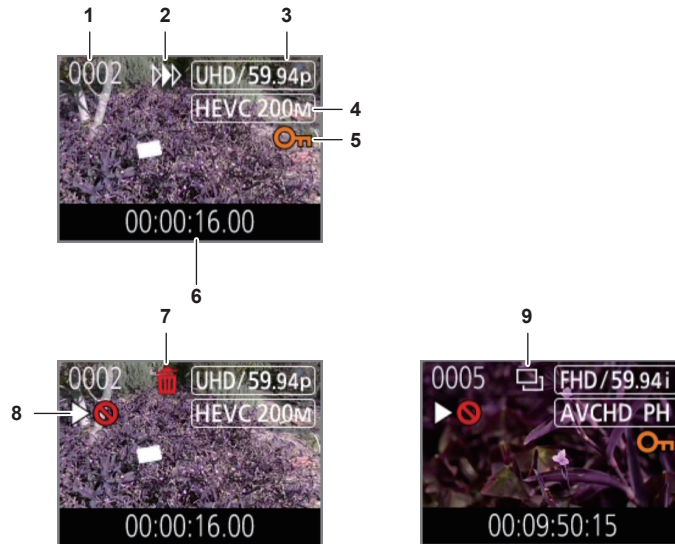 1 2 3
0002 UHD/59.94p
HEVC 200M 4
5
00:00:16.00
6
7 9
0002 UHD/59.94p 0005 FHD/59.94i
8 HEVC 200M AVCHD PH
00:00:16.00 00:09:50:15